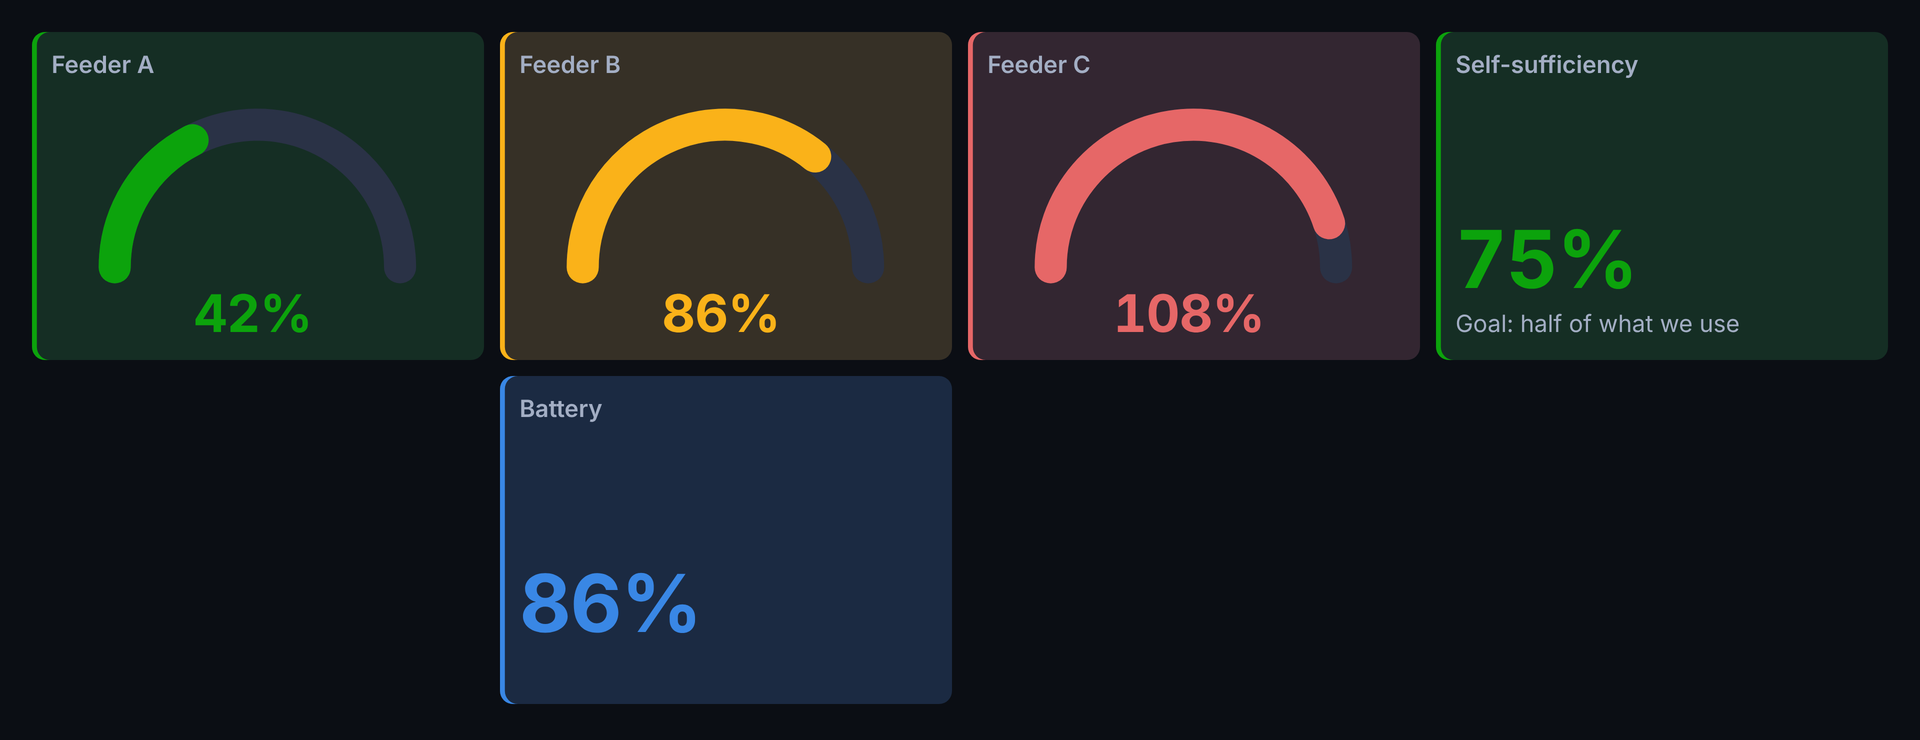 Feeder A
42%
Feeder B
86%
Feeder C
108%
Self-sufficiency
75%
Goal: half of what we use
Battery
86%